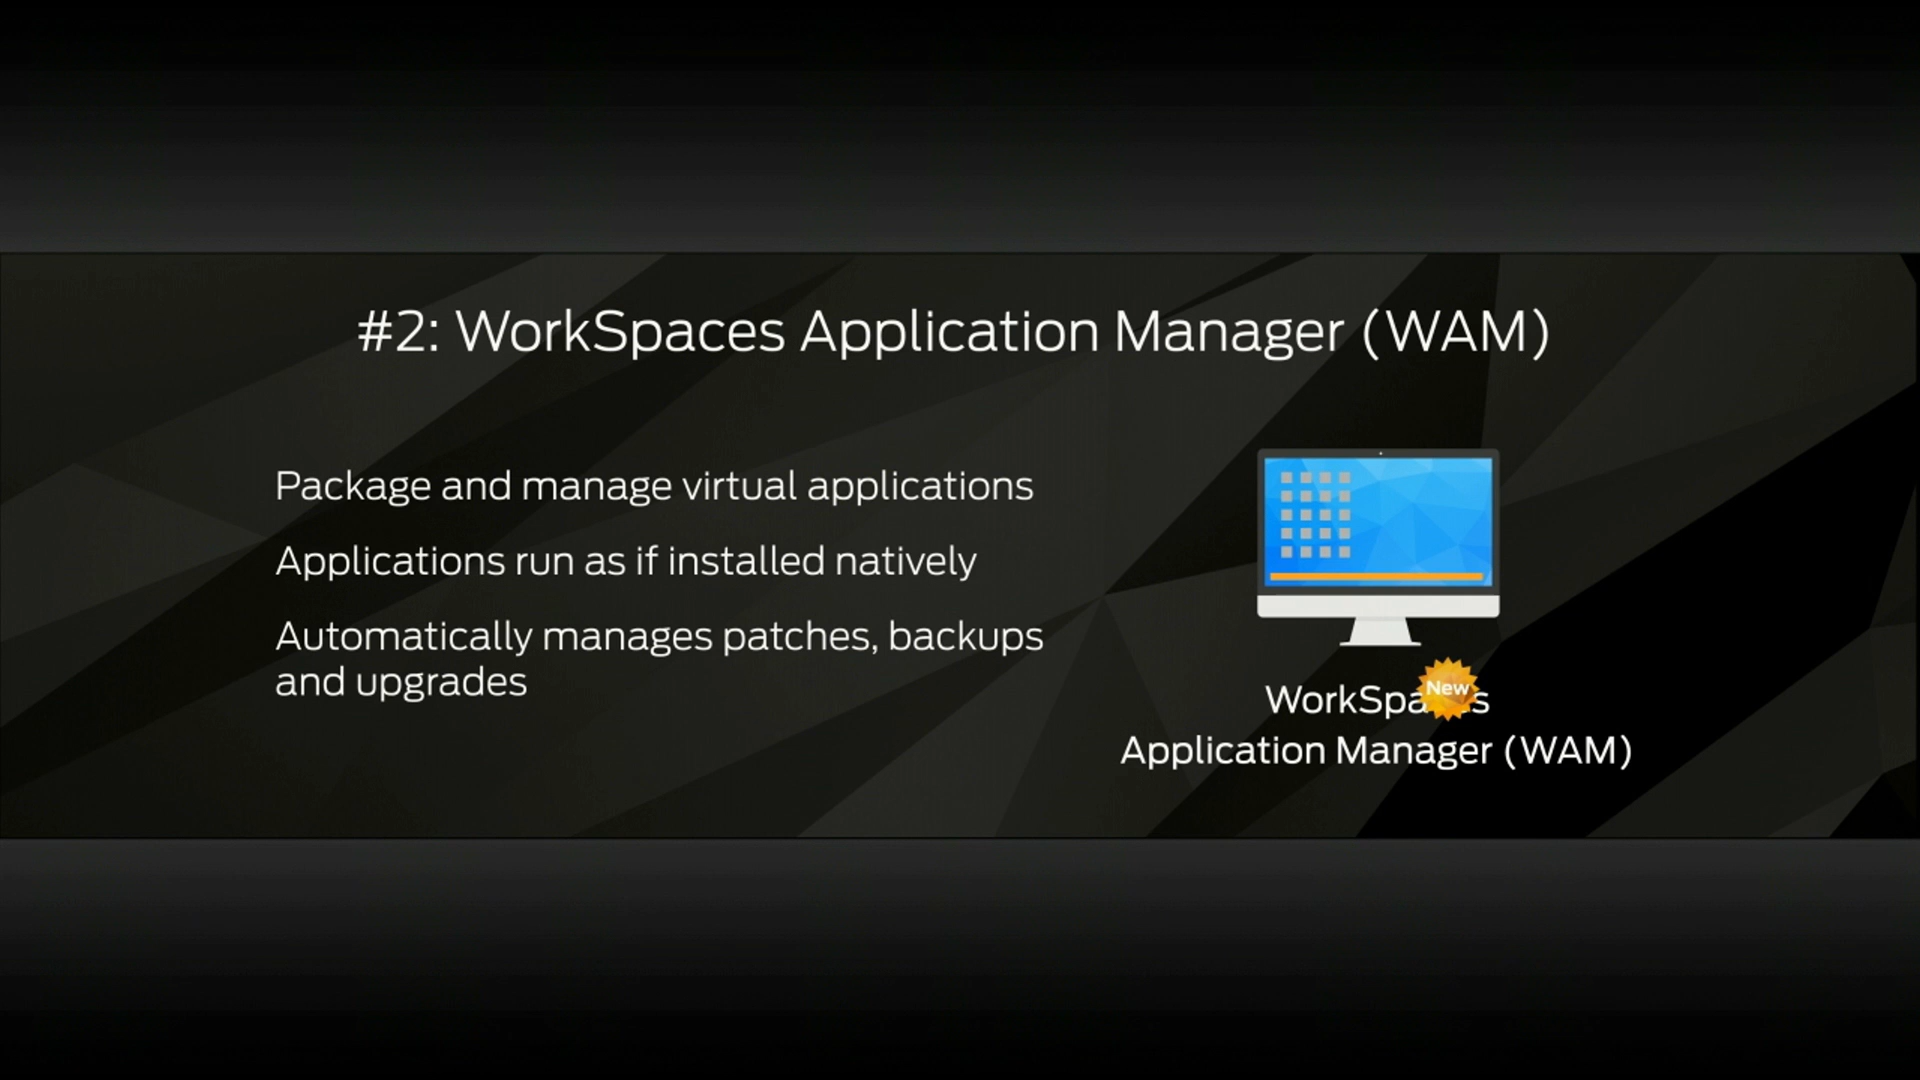 #2: WorkSpaces Application Manager (WAM)
Package and manage virtual applications
Applications run as if installed natively
Automatically manages patches, backups
and upgrades
New
WorkSpaces
Application Manager (WAM)